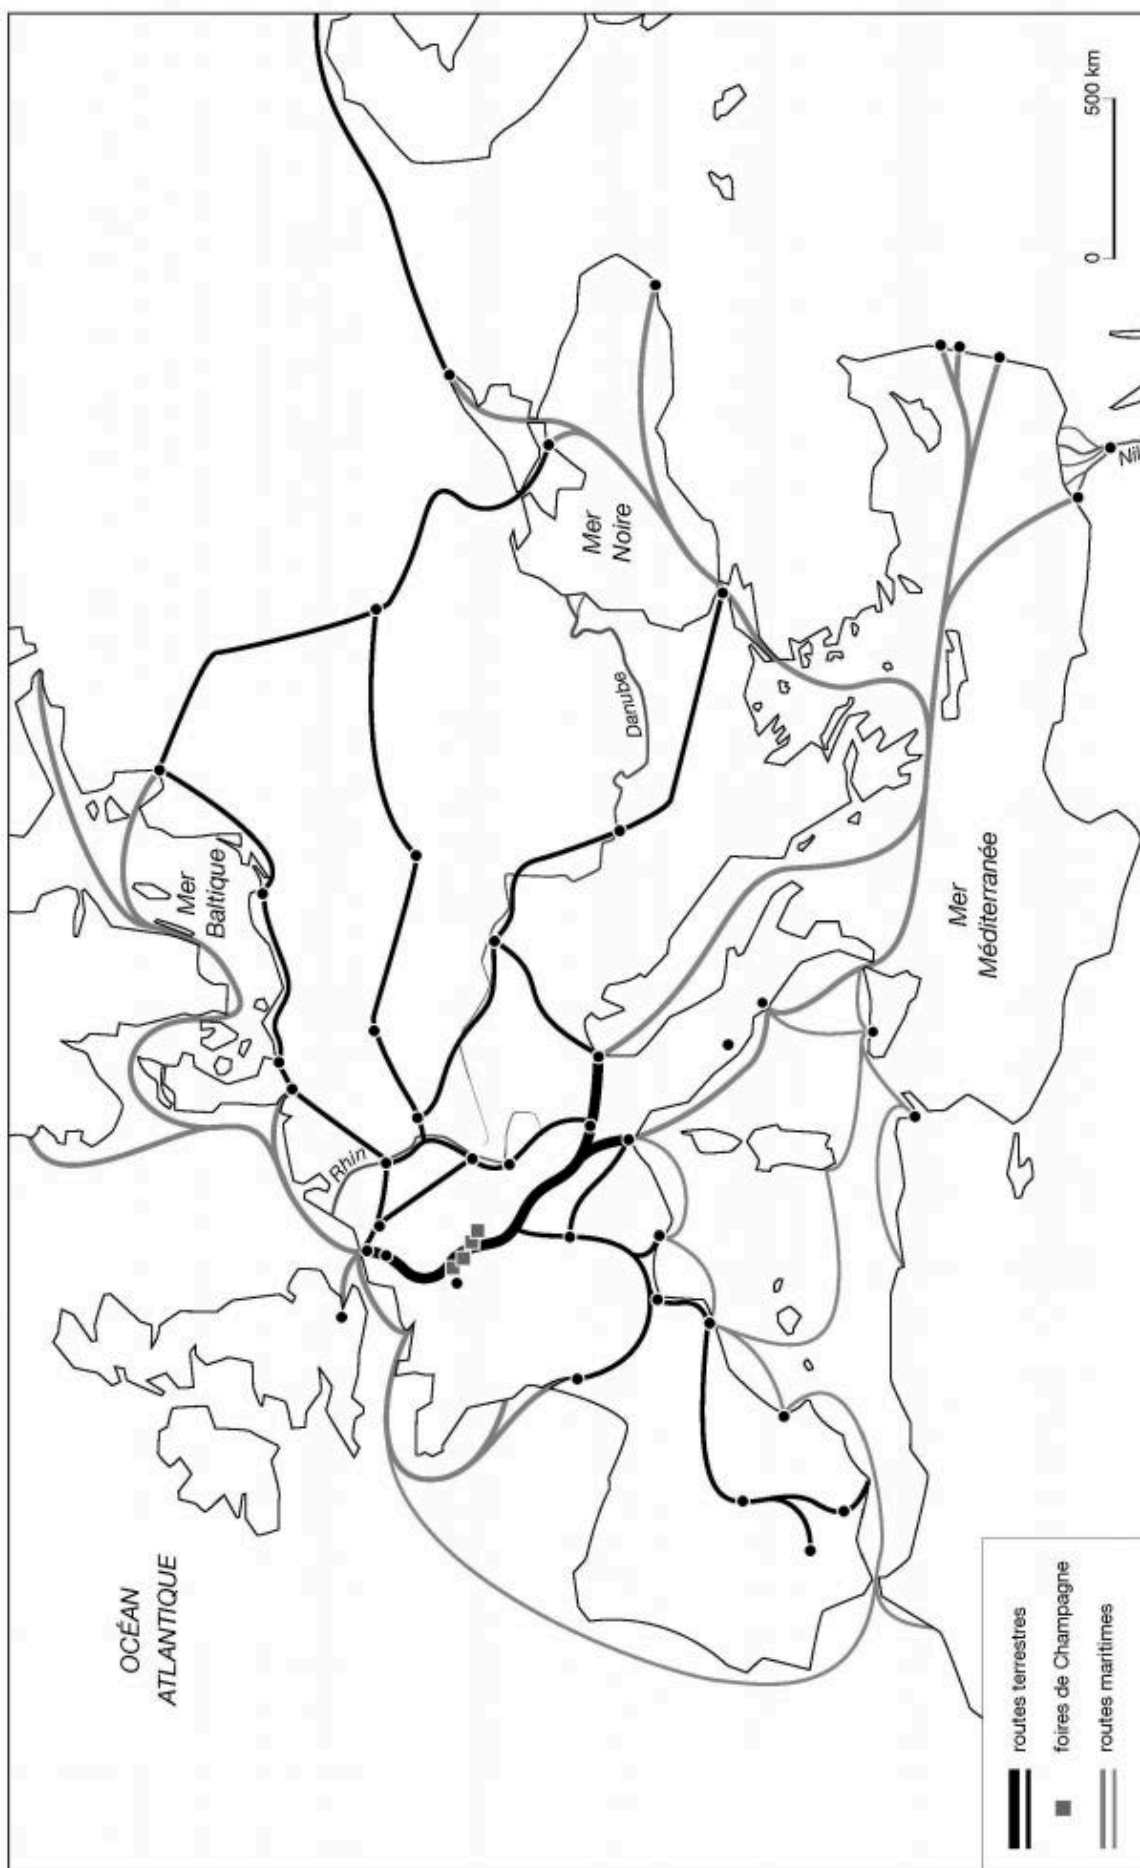 OCÉAN
ATLANTIQUE
Mer
Baltique
Rhin
Danube
Mer
Noire
Mer
Méditerranée
Nil
routes terrestres
foires de Champagne
routes maritimes
0 500 km